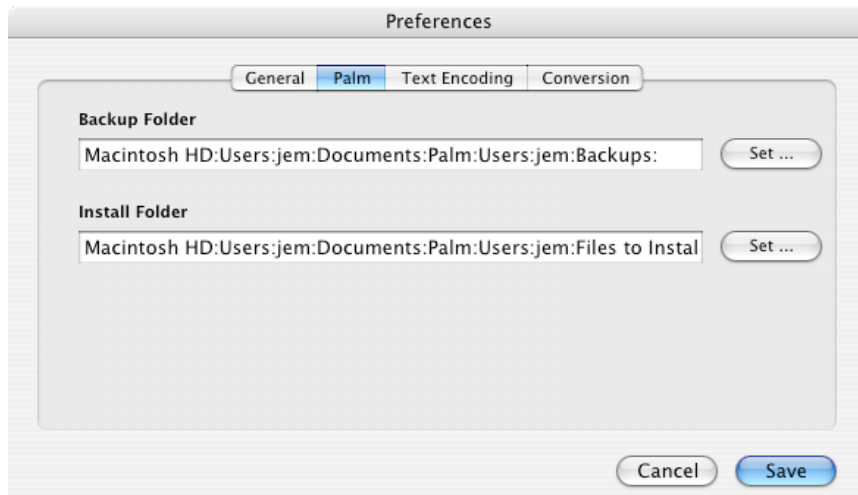 Preferences
General Palm Text Encoding Conversion
Backup Folder
Macintosh HD:Users:jem:Documents:Palm:Users:jem:Backups: Set ...
Install Folder
Macintosh HD:Users:jem:Documents:Palm:Users:jem:Files to Instal Set ...
Cancel Save